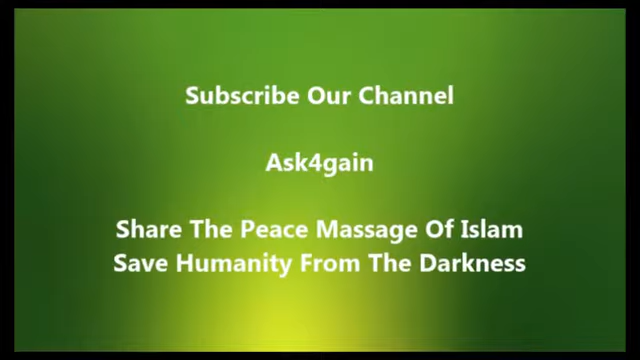 Subscribe Our Channel
Ask4gain
Share The Peace Massage Of Islam
Save Humanity From The Darkness